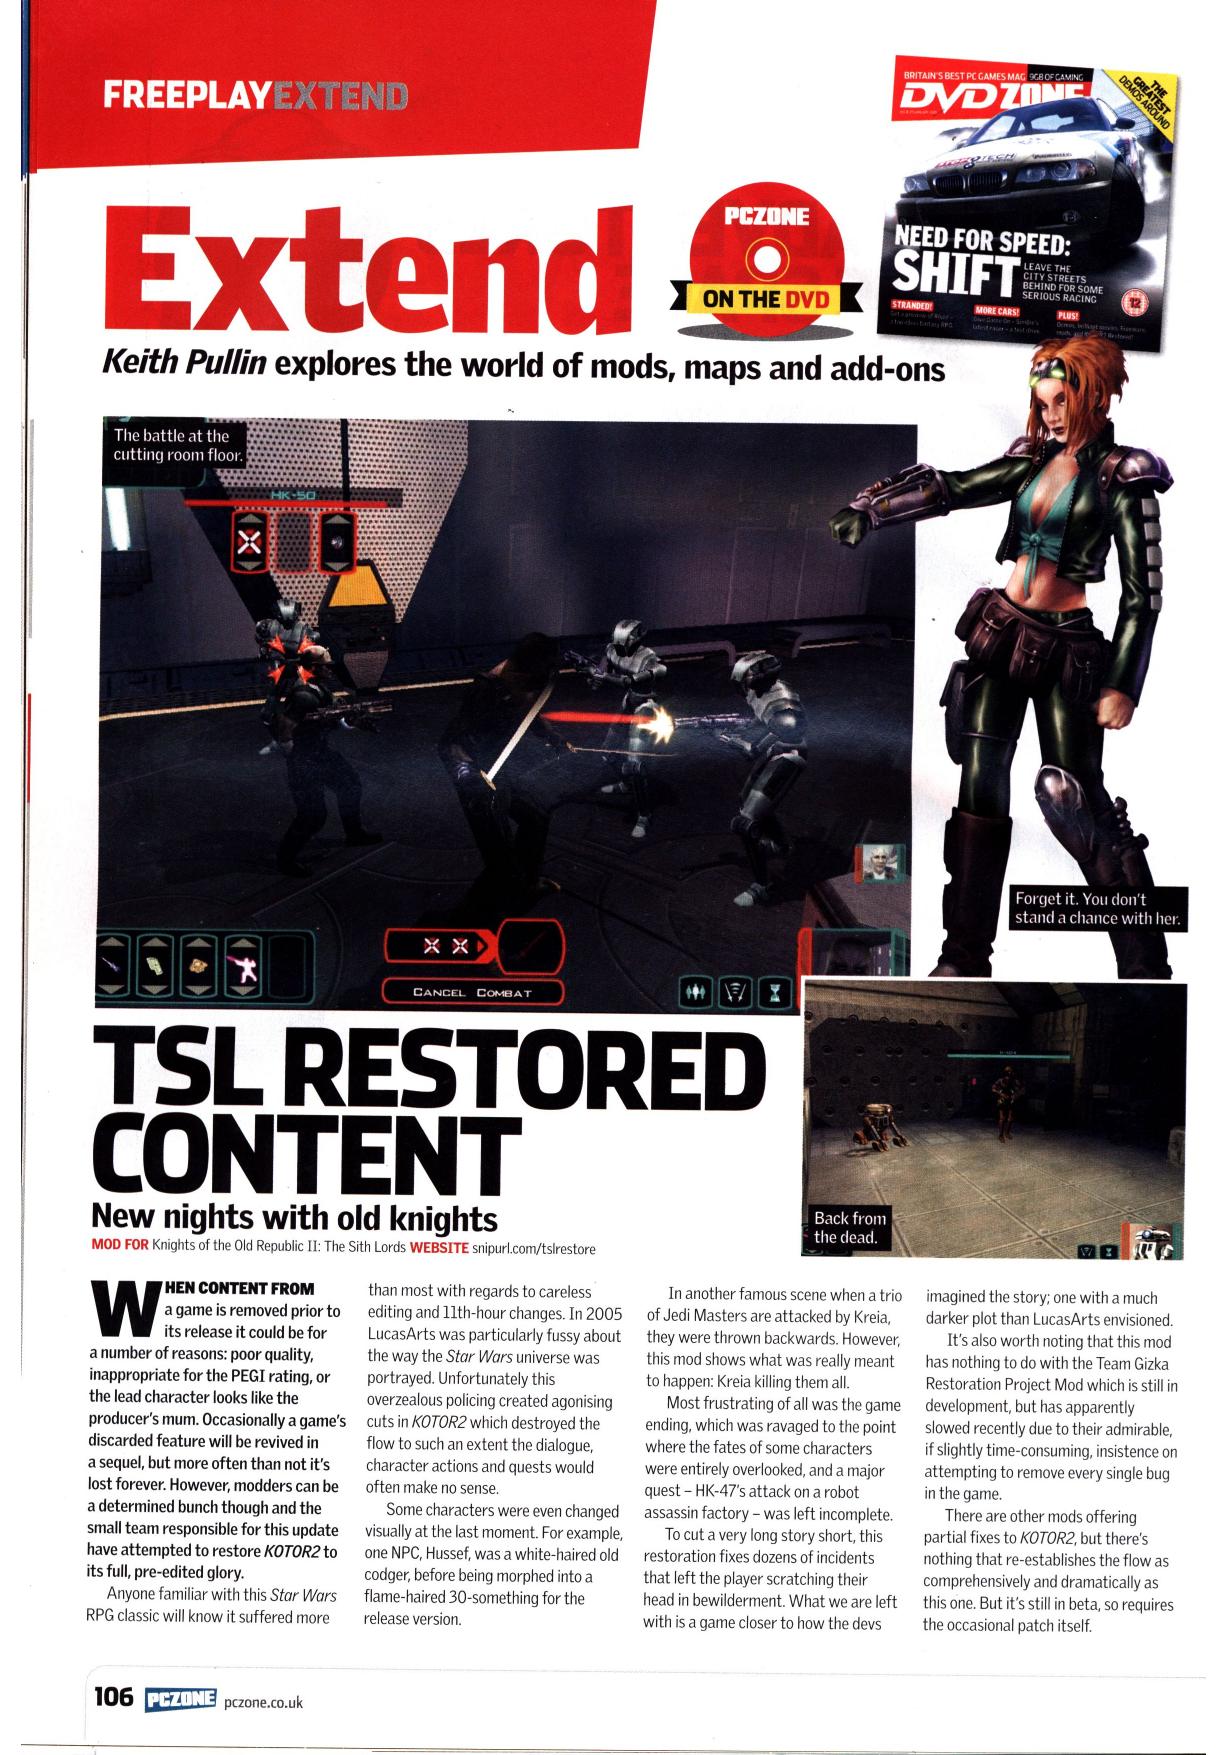 FREEPLAYEXTEND
BRITAIN'S BEST PC GAMES MAG 9GB OF GAMING
DVD ZONE
THE GREATEST
DEMOS AROUND
NEED FOR SPEED:
SHIFT
LEAVE THE
CITY STREETS
BEHIND FOR SOME
SERIOUS RACING
STRANDED!
MORE CARS!
PLUS!
12
Extend
PCZONE
ON THE DVD
Keith Pullin explores the world of mods, maps and add-ons
The battle at the
cutting room floor.
HK-50
CANCEL COMBAT
Forget it. You don't
stand a chance with her.
Back from
the dead.
TSL RESTORED
CONTENT
New nights with old knights
MOD FOR Knights of the Old Republic II: The Sith Lords WEBSITE snipurl.com/tslrestore
WHEN CONTENT FROM
a game is removed prior to
its release it could be for
a number of reasons: poor quality,
inappropriate for the PEGI rating, or
the lead character looks like the
producer's mum. Occasionally a game's
discarded feature will be revived in
a sequel, but more often than not it's
lost forever. However, modders can be
a determined bunch though and the
small team responsible for this update
have attempted to restore KOTOR2 to
its full, pre-edited glory.
Anyone familiar with this Star Wars
RPG classic will know it suffered more
than most with regards to careless
editing and 11th-hour changes. In 2005
LucasArts was particularly fussy about
the way the Star Wars universe was
portrayed. Unfortunately this
overzealous policing created agonising
cuts in KOTOR2 which destroyed the
flow to such an extent the dialogue,
character actions and quests would
often make no sense.
Some characters were even changed
visually at the last moment. For example,
one NPC, Hussef, was a white-haired old
codger, before being morphed into a
flame-haired 30-something for the
release version.
In another famous scene when a trio
of Jedi Masters are attacked by Kreia,
they were thrown backwards. However,
this mod shows what was really meant
to happen: Kreia killing them all.
Most frustrating of all was the game
ending, which was ravaged to the point
where the fates of some characters
were entirely overlooked, and a major
quest – HK-47's attack on a robot
assassin factory – was left incomplete.
To cut a very long story short, this
restoration fixes dozens of incidents
that left the player scratching their
head in bewilderment. What we are left
with is a game closer to how the devs
imagined the story; one with a much
darker plot than LucasArts envisioned.
It's also worth noting that this mod
has nothing to do with the Team Gizka
Restoration Project Mod which is still in
development, but has apparently
slowed recently due to their admirable,
if slightly time-consuming, insistence on
attempting to remove every single bug
in the game.
There are other mods offering
partial fixes to KOTOR2, but there's
nothing that re-establishes the flow as
comprehensively and dramatically as
this one. But it's still in beta, so requires
the occasional patch itself.
106 PCZONE pczone.co.uk